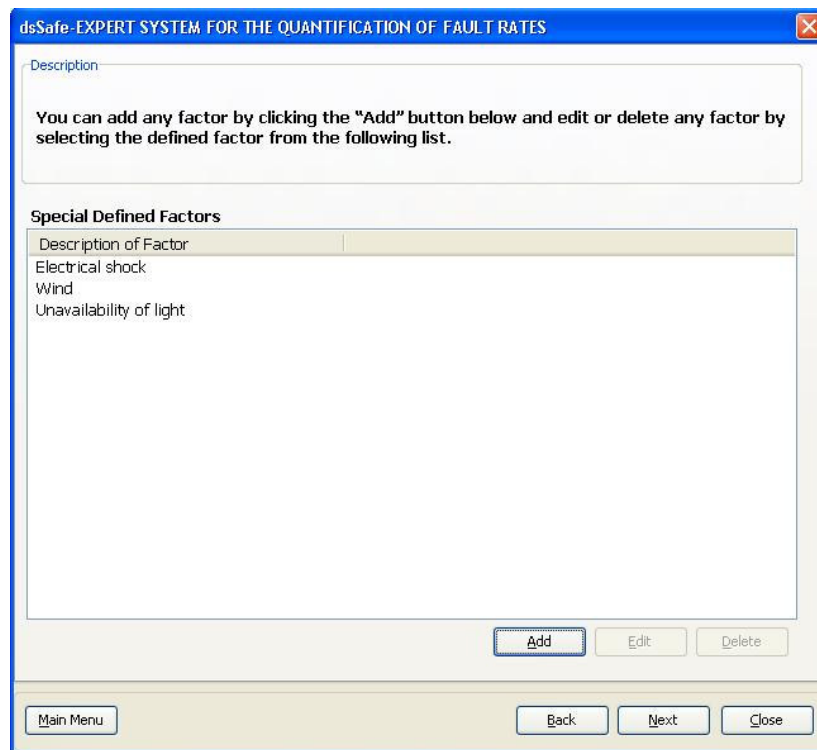 dsSafe-EXPERT SYSTEM FOR THE QUANTIFICATION OF FAULT RATES
Description
You can add any factor by clicking the "Add" button below and edit or delete any factor by
selecting the defined factor from the following list.
Special Defined Factors
Description of Factor
Electrical shock
Wind
Unavailability of light
Add Edit Delete
Main Menu Back Next Close